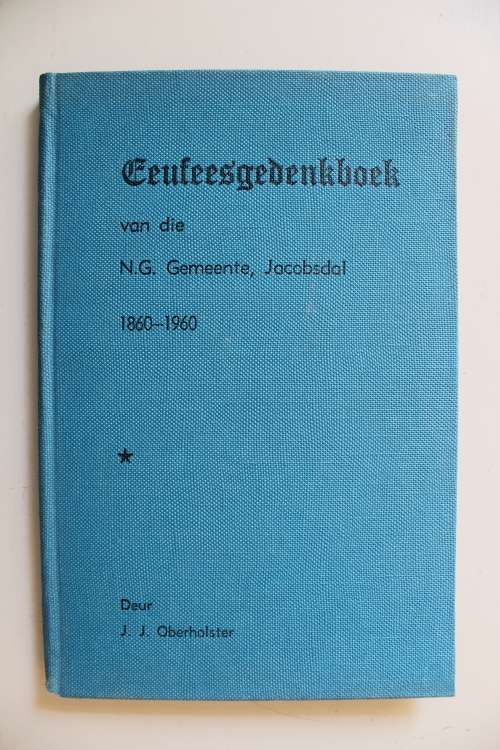 Eeufeesgedenkboek
van die
N.G. Gemeente, Jacobsdal
1860–1960
Deur
J. J. Oberholster